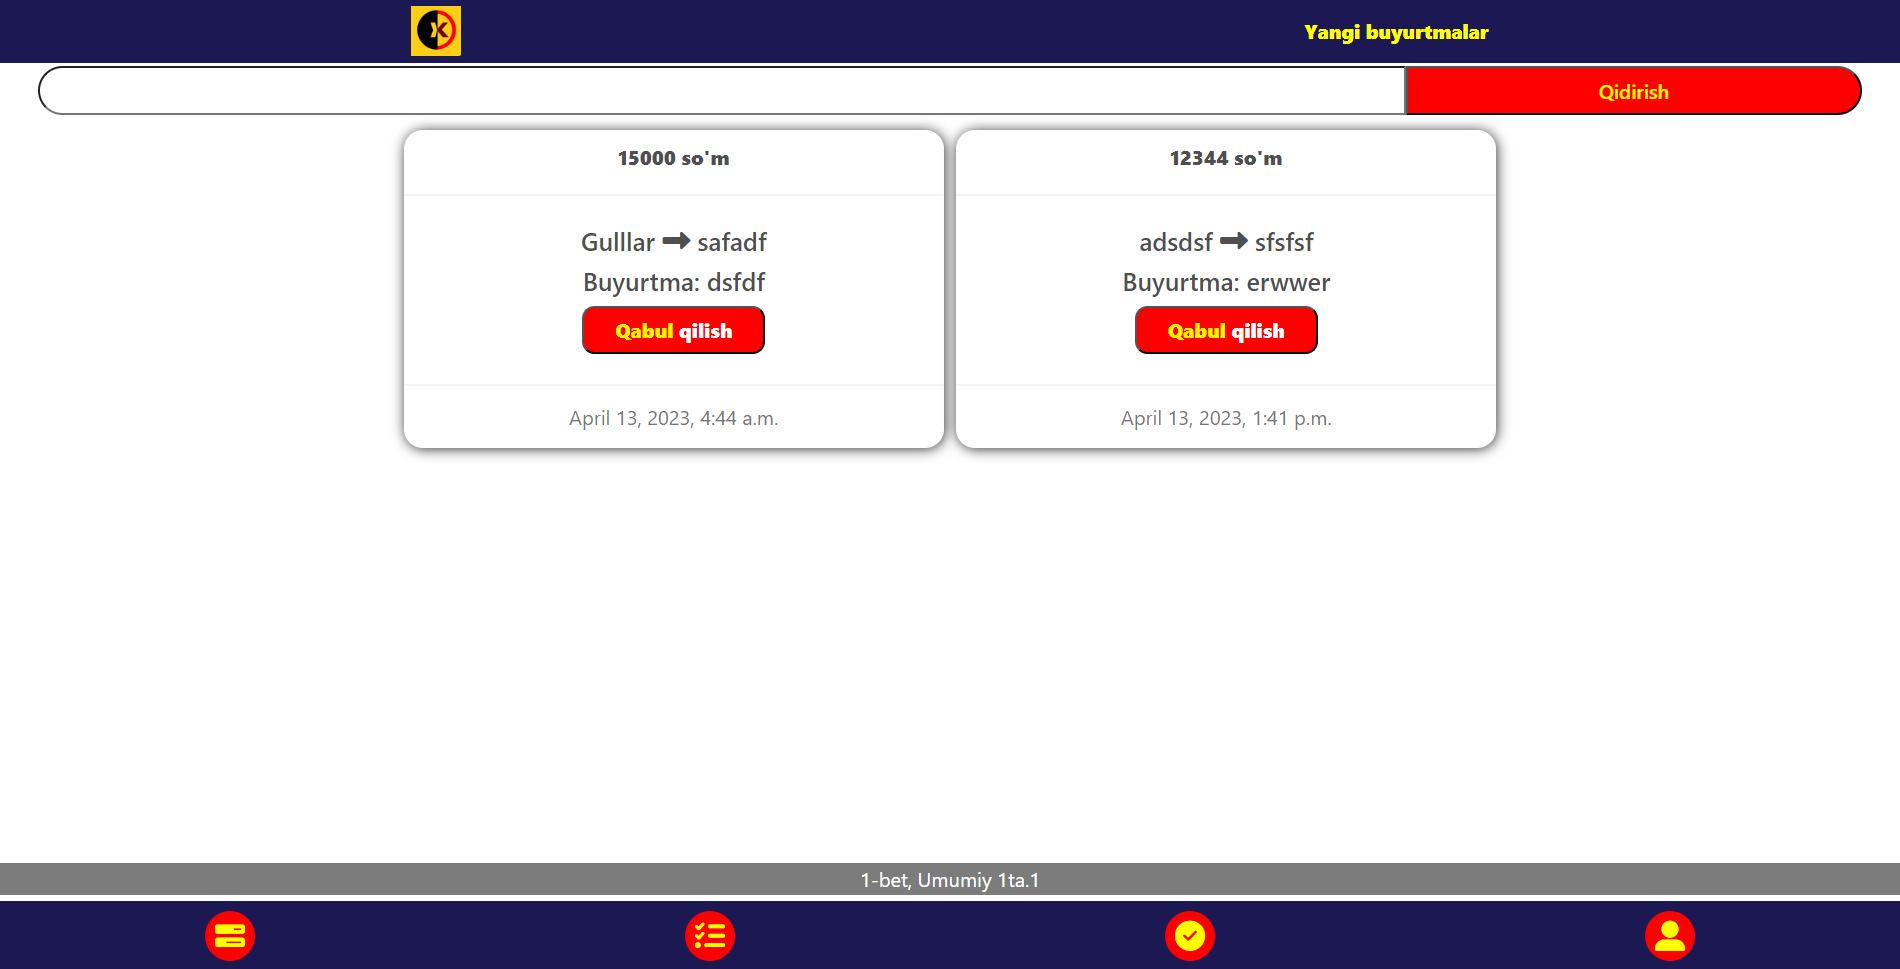 Yangi buyurtmalar
Qidirish
15000 so'm
Gulllar ➡ safadf
Buyurtma: dsfdf
Qabul qilish
April 13, 2023, 4:44 a.m.
12344 so'm
adsdsf ➡ sfsfsf
Buyurtma: erwwer
Qabul qilish
April 13, 2023, 1:41 p.m.
1-bet, Umumiy 1ta.1